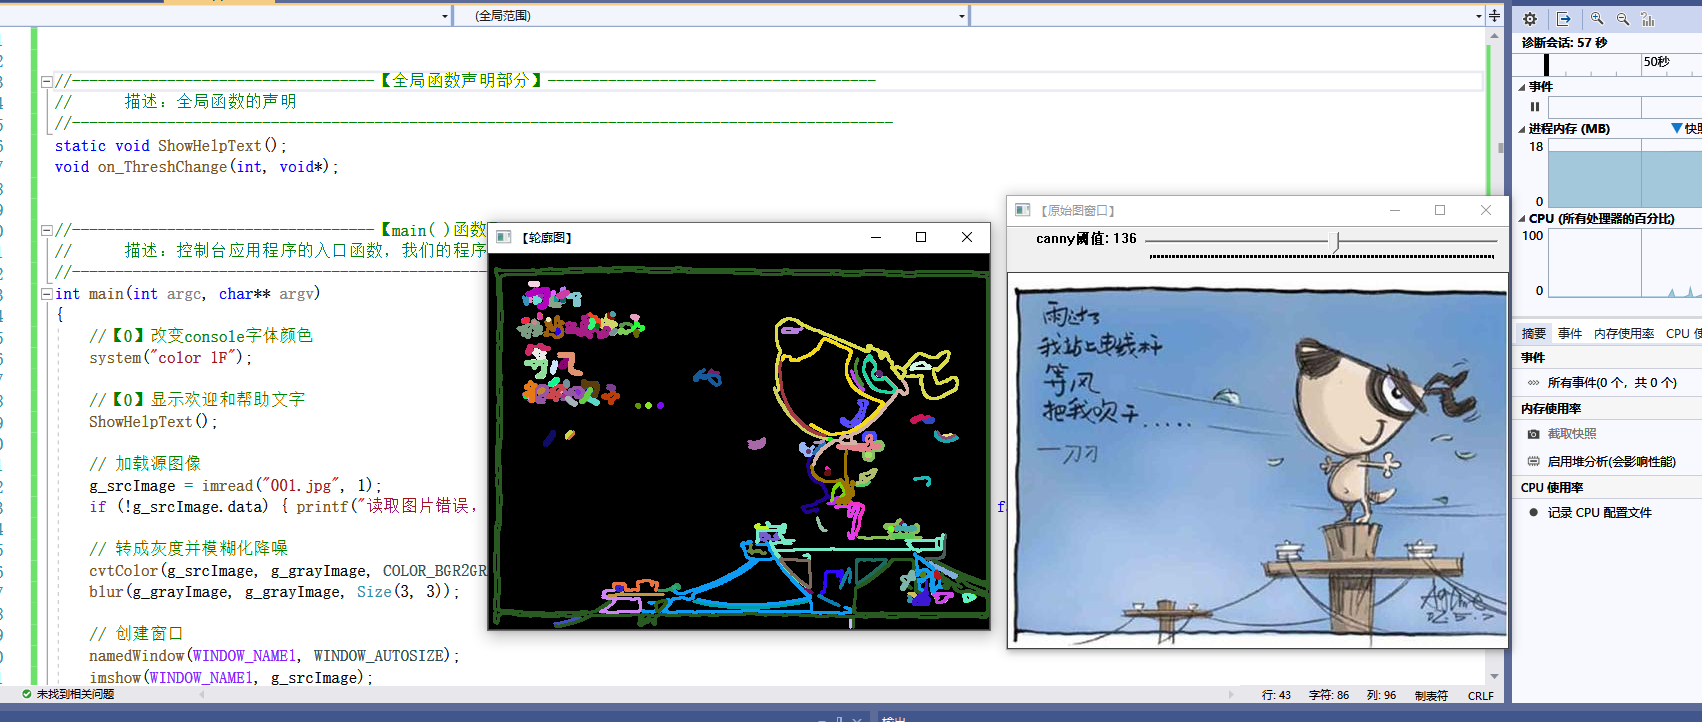 (全局范围)
//-----------------------------------【全局函数声明部分】--------------------------------------
//      描述：全局函数的声明
//-----------------------------------------------------------------------------------------------
static void ShowHelpText();
void on_ThreshChange(int, void*);
//-----------------------------------【main( )函数
//      描述：控制台应用程序的入口函数，我们的程序
//-----------------------------------------------
int main(int argc, char** argv)
{
//【0】改变console字体颜色
system("color 1F");
//【0】显示欢迎和帮助文字
ShowHelpText();
// 加载源图像
g_srcImage = imread("001.jpg", 1);
if (!g_srcImage.data) { printf("读取图片错误，
// 转成灰度并模糊化降噪
cvtColor(g_srcImage, g_grayImage, COLOR_BGR2GR
blur(g_grayImage, g_grayImage, Size(3, 3));
// 创建窗口
namedWindow(WINDOW_NAME1, WINDOW_AUTOSIZE);
imshow(WINDOW_NAME1, g_srcImage);
未找到相关问题
行: 43 字符: 86 列: 96 制表符 CRLF
输出
【轮廓图】
【原始图窗口】
canny阈值: 136
雨过了
我站上电线杆
等风
把我吹干.....
一刀刀
诊断会话: 57 秒
50秒
事件
进程内存 (MB)
快照
18
0
CPU (所有处理器的百分比)
100
0
摘要 事件 内存使用率 CPU 使
事件
所有事件(0 个，共 0 个)
内存使用率
截取快照
启用堆分析(会影响性能)
CPU 使用率
记录 CPU 配置文件